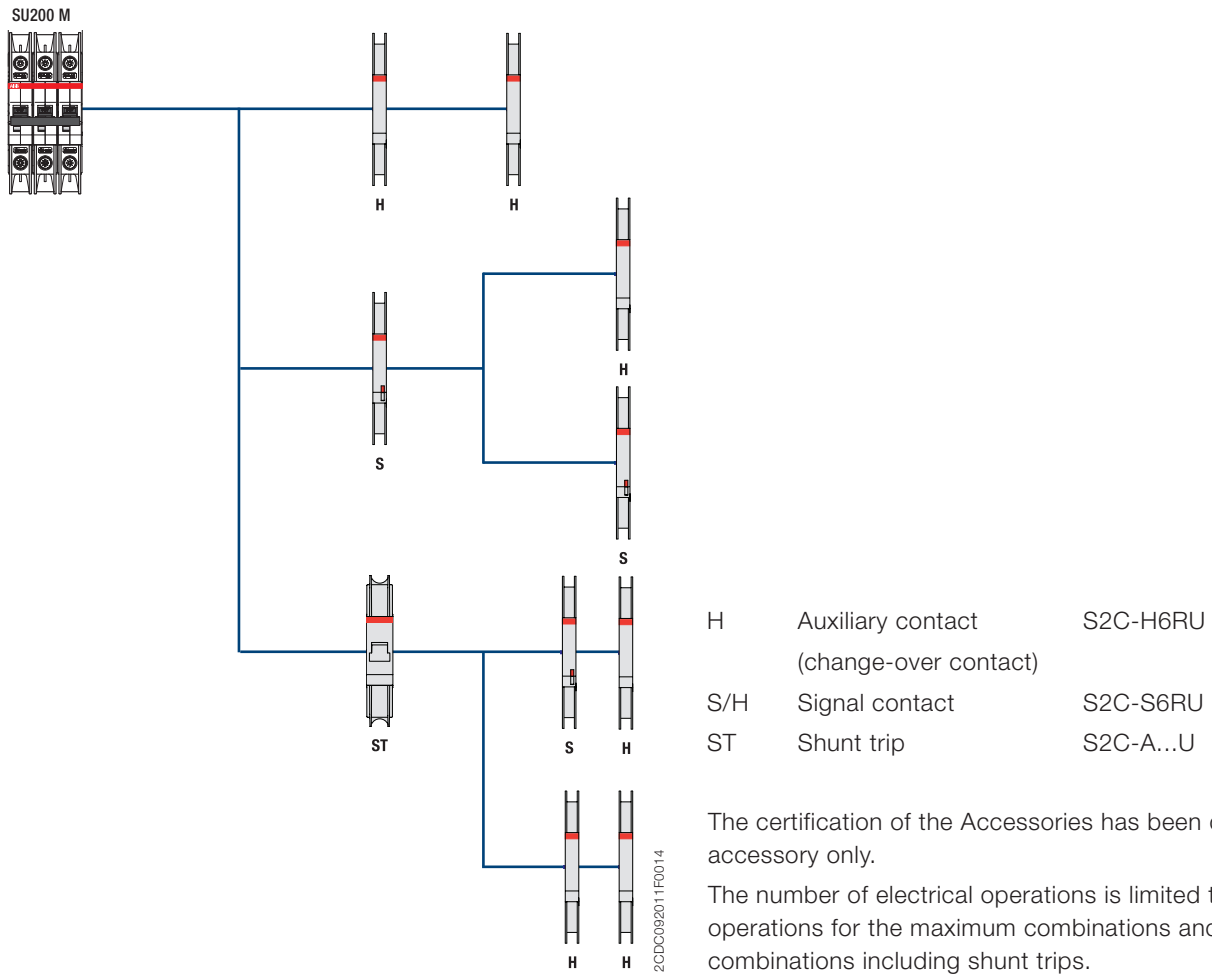 SU200 M
ABB
H H
H
S
S
ST S H
H H
2CDC092011F0014
H Auxiliary contact S2C-H6RU
(change-over contact)
S/H Signal contact S2C-S6RU
ST Shunt trip S2C-A...U
The certification of the Accessories has been
accessory only.
The number of electrical operations is limited
operations for the maximum combinations and
combinations including shunt trips.